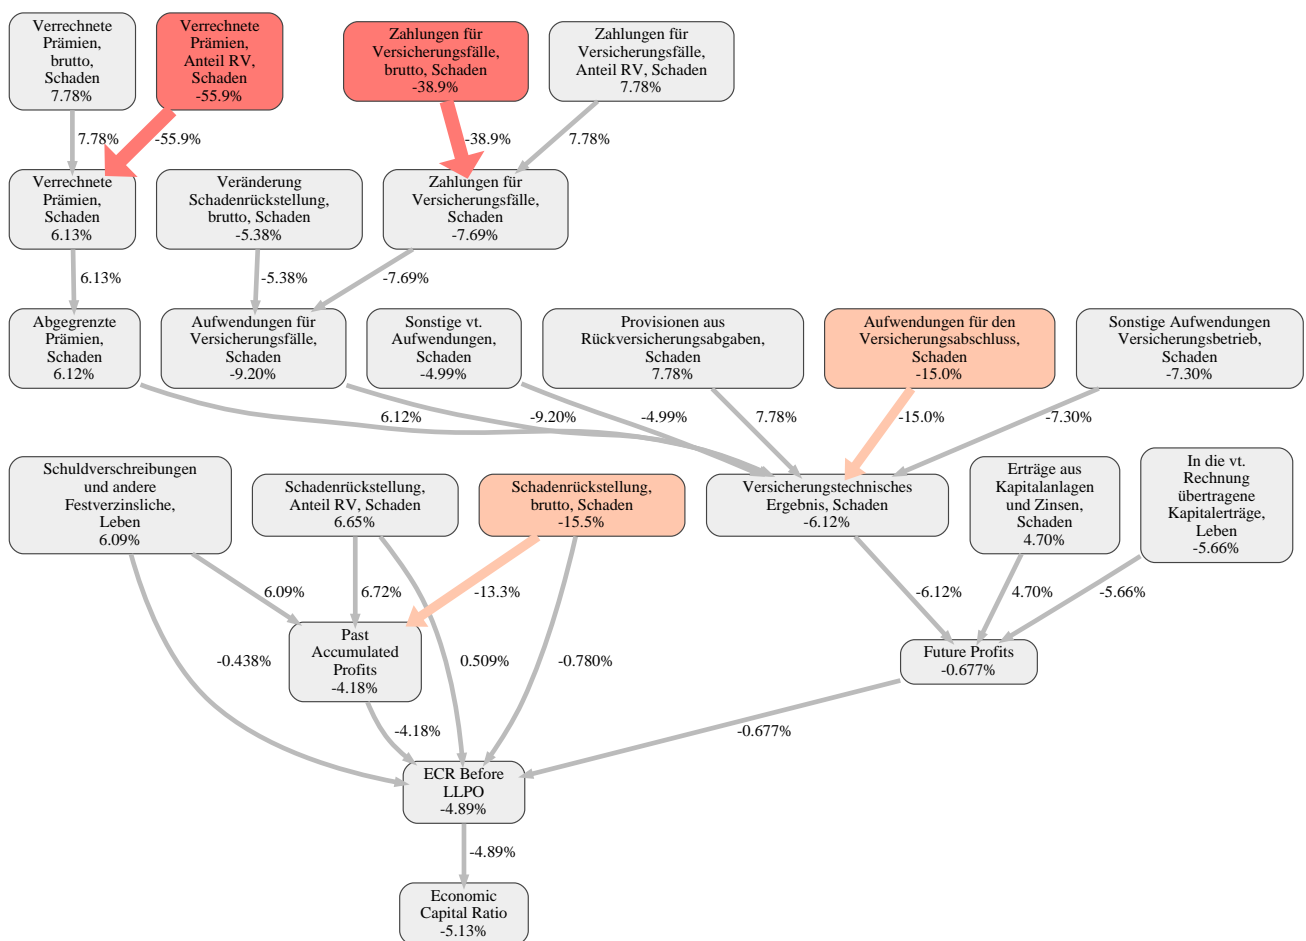 Verrechnete
Prämien,
brutto,
Schaden
7.78%
Verrechnete
Prämien,
Anteil RV,
Schaden
-55.9%
Zahlungen für
Versicherungsfälle,
brutto, Schaden
-38.9%
Zahlungen für
Versicherungsfälle,
Anteil RV, Schaden
7.78%
7.78%
-55.9%
-38.9%
7.78%
Verrechnete
Prämien,
Schaden
6.13%
Veränderung
Schadenrückstellung,
brutto, Schaden
-5.38%
Zahlungen für
Versicherungsfälle,
Schaden
-7.69%
6.13%
-5.38%
-7.69%
Abgegrenzte
Prämien,
Schaden
6.12%
Aufwendungen für
Versicherungsfälle,
Schaden
-9.20%
Sonstige vt.
Aufwendungen,
Schaden
-4.99%
Provisionen aus
Rückversicherungsabgaben,
Schaden
7.78%
Aufwendungen für den
Versicherungsabschluss,
Schaden
-15.0%
Sonstige Aufwendungen
Versicherungsbetrieb,
Schaden
-7.30%
6.12%
-9.20%
-4.99%
7.78%
-15.0%
-7.30%
Schuldverschreibungen
und andere
Festverzinsliche,
Leben
6.09%
Schadenrückstellung,
Anteil RV, Schaden
6.65%
Schadenrückstellung,
brutto, Schaden
-15.5%
Versicherungstechnisches
Ergebnis, Schaden
-6.12%
Erträge aus
Kapitalanlagen
und Zinsen,
Schaden
4.70%
In die vt.
Rechnung
übertragene
Kapitalerträge,
Leben
-5.66%
6.09%
6.72%
-13.3%
-6.12%
4.70%
-5.66%
Past
Accumulated
Profits
-4.18%
Future Profits
-0.677%
-0.438%
0.509%
-0.780%
-4.18%
-0.677%
ECR Before
LLPO
-4.89%
-4.89%
Economic
Capital Ratio
-5.13%